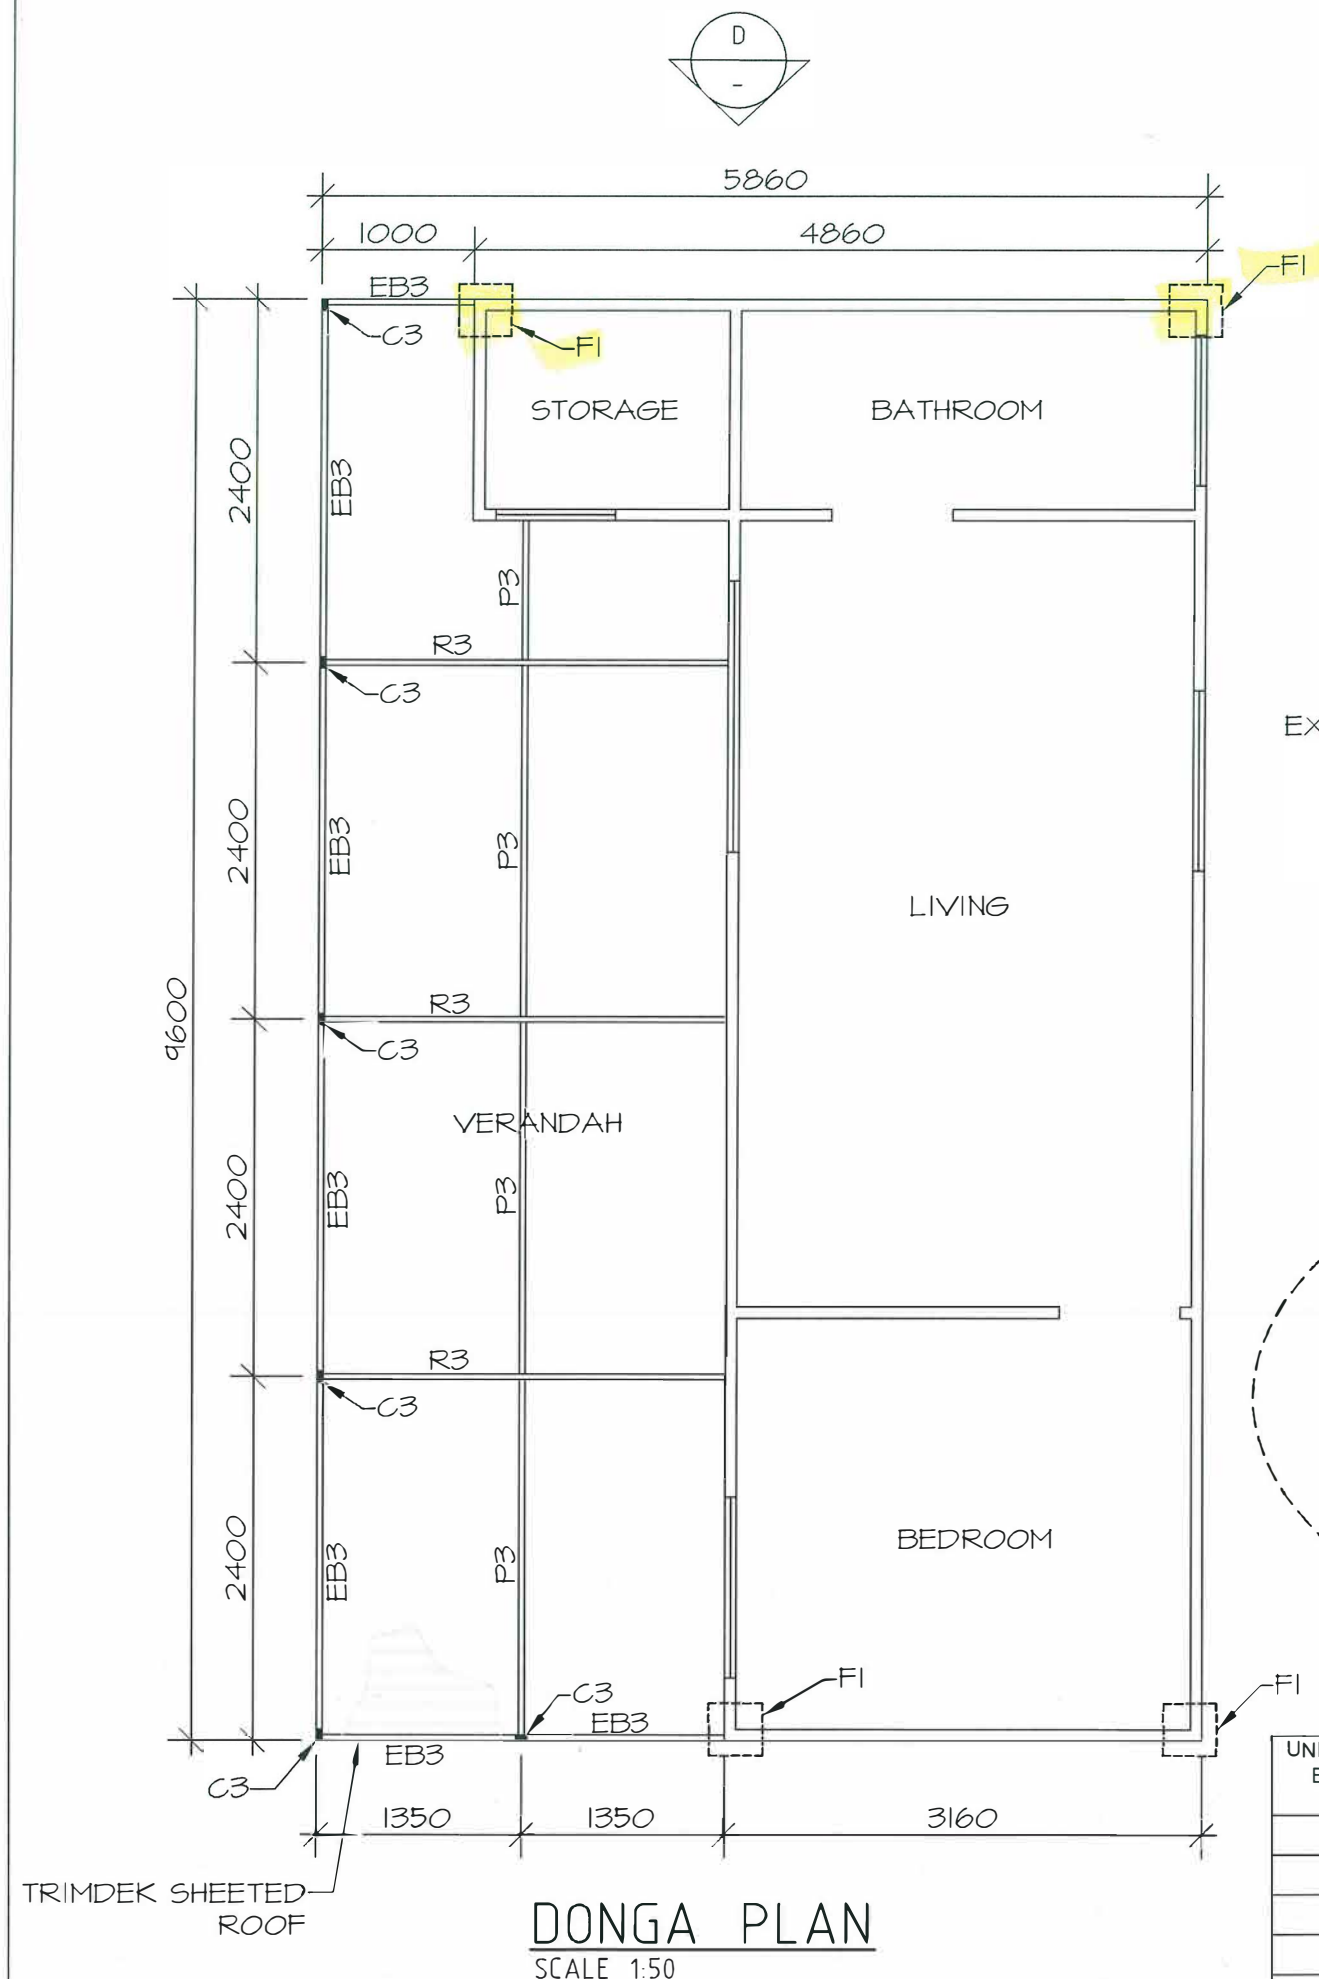 D
-
5860
1000
4860
F1
EB3
C3
F1
STORAGE
BATHROOM
2400
EB3
P3
R3
C3
EX
2400
EB3
P3
LIVING
9600
R3
C3
VERANDAH
2400
EB3
P3
R3
C3
2400
EB3
P3
BEDROOM
C3
F1
F1
EB3
EB3
C3
UNI
E
1350
1350
3160
TRIMDEK SHEETED
ROOF
DONGA PLAN
SCALE 1:50